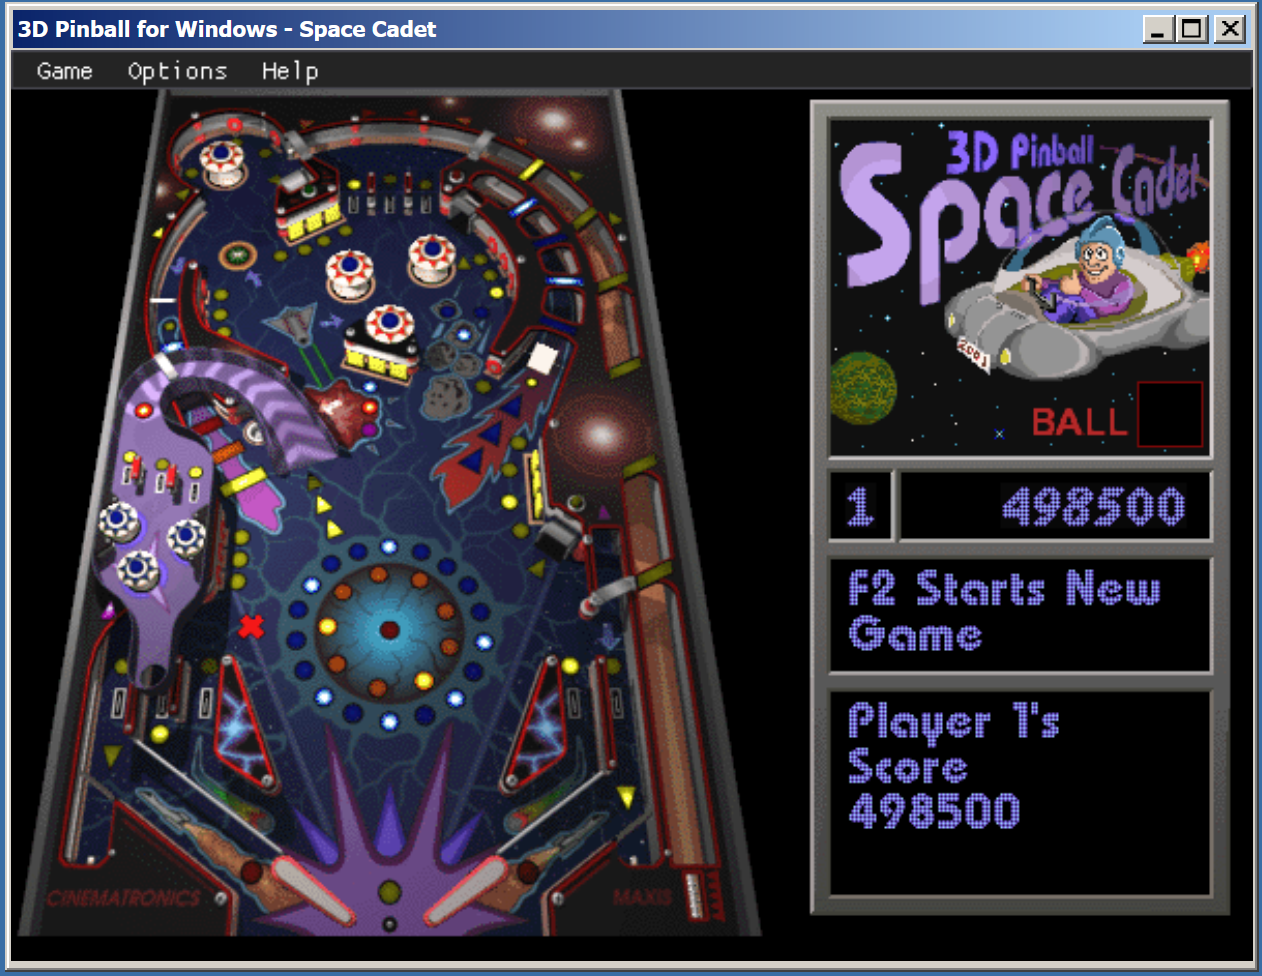 3D Pinball for Windows - Space Cadet
Game Options Help
3D Pinball
Space Cadet
2001
BALL
1 498500
F2 Starts New
Game
Player 1's
Score
498500
CINEMATRONICS
MAXIS